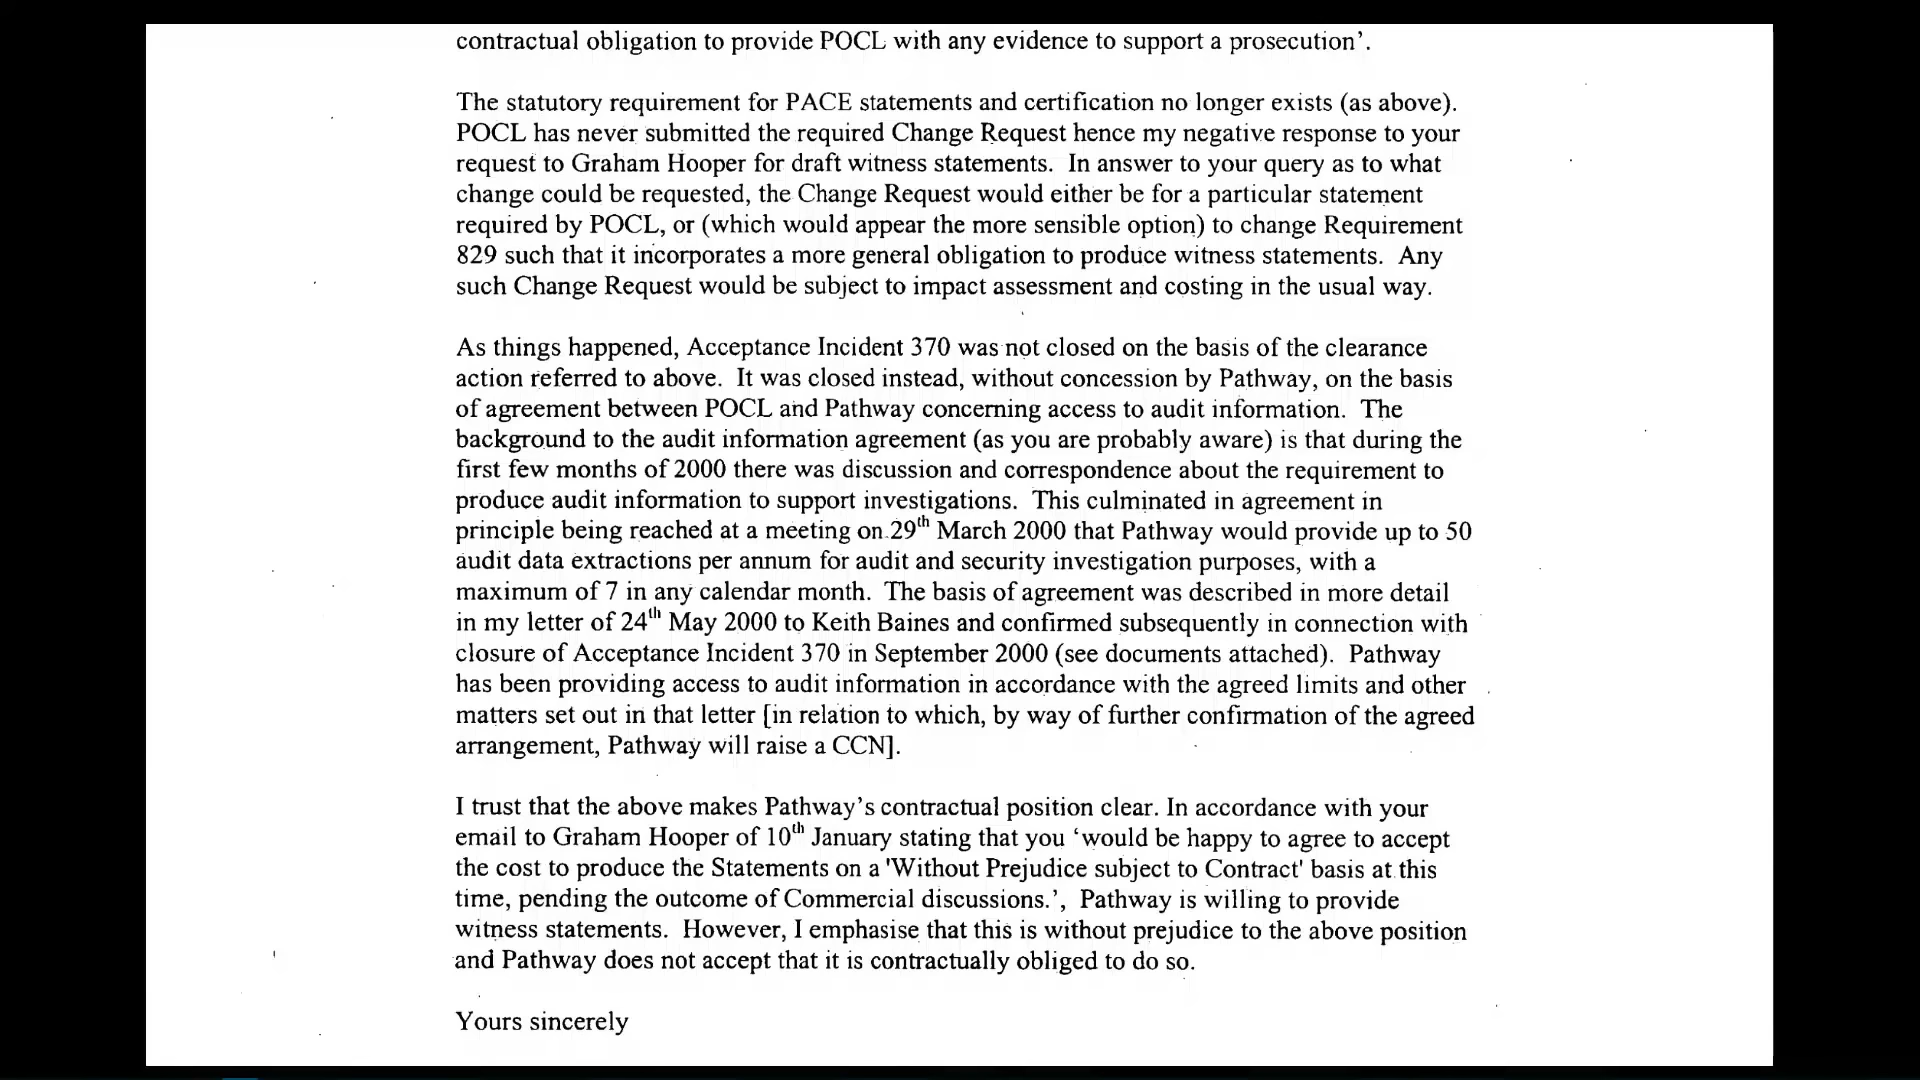 contractual obligation to provide POCL with any evidence to support a prosecution’.
The statutory requirement for PACE statements and certification no longer exists (as above).
POCL has never submitted the required Change Request hence my negative response to your
request to Graham Hooper for draft witness statements.  In answer to your query as to what
change could be requested, the Change Request would either be for a particular statement
required by POCL, or (which would appear the more sensible option) to change Requirement
829 such that it incorporates a more general obligation to produce witness statements.  Any
such Change Request would be subject to impact assessment and costing in the usual way.
As things happened, Acceptance Incident 370 was not closed on the basis of the clearance
action referred to above.  It was closed instead, without concession by Pathway, on the basis
of agreement between POCL and Pathway concerning access to audit information.  The
background to the audit information agreement (as you are probably aware) is that during the
first few months of 2000 there was discussion and correspondence about the requirement to
produce audit information to support investigations.  This culminated in agreement in
principle being reached at a meeting on 29th March 2000 that Pathway would provide up to 50
audit data extractions per annum for audit and security investigation purposes, with a
maximum of 7 in any calendar month.  The basis of agreement was described in more detail
in my letter of 24th May 2000 to Keith Baines and confirmed subsequently in connection with
closure of Acceptance Incident 370 in September 2000 (see documents attached).  Pathway
has been providing access to audit information in accordance with the agreed limits and other
matters set out in that letter [in relation to which, by way of further confirmation of the agreed
arrangement, Pathway will raise a CCN].
I trust that the above makes Pathway’s contractual position clear. In accordance with your
email to Graham Hooper of 10th January stating that you ‘would be happy to agree to accept
the cost to produce the Statements on a 'Without Prejudice subject to Contract' basis at this
time, pending the outcome of Commercial discussions.’,  Pathway is willing to provide
witness statements.  However, I emphasise that this is without prejudice to the above position
and Pathway does not accept that it is contractually obliged to do so.
Yours sincerely